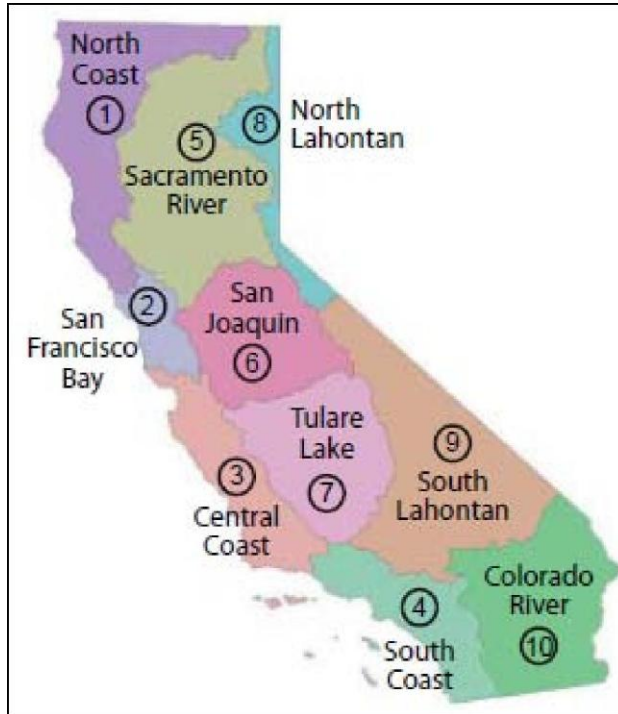 North
Coast
1
5
Sacramento
River
8
North
Lahontan
2
San
Francisco
Bay
San
Joaquin
6
Tulare
Lake
7
3
Central
Coast
9
South
Lahontan
4
South
Coast
Colorado
River
10